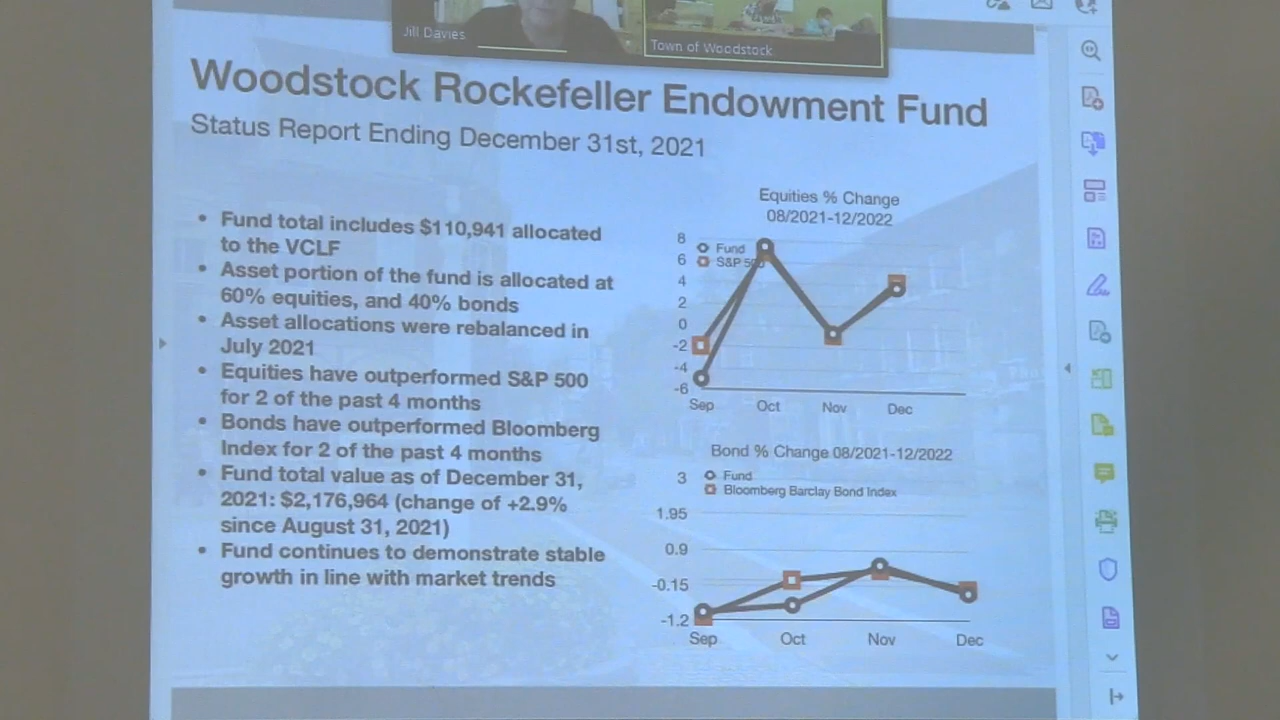 Jill Davies
Town of Woodstock
Woodstock Rockefeller Endowment Fund
Status Report Ending December 31st, 2021
• Fund total includes $110,941 allocated
to the VCLF
• Asset portion of the fund is allocated at
60% equities, and 40% bonds
• Asset allocations were rebalanced in
July 2021
• Equities have outperformed S&P 500
for 2 of the past 4 months
• Bonds have outperformed Bloomberg
Index for 2 of the past 4 months
• Fund total value as of December 31,
2021: $2,176,964 (change of +2.9%
since August 31, 2021)
• Fund continues to demonstrate stable
growth in line with market trends
Equities % Change
08/2021-12/2022
8
Fund
6
S&P 500
4
2
0
-2
-4
-6
Sep Oct Nov Dec
Bond % Change 08/2021-12/2022
3
Fund
Bloomberg Barclay Bond Index
1.95
0.9
-0.15
-1.2
Sep Oct Nov Dec